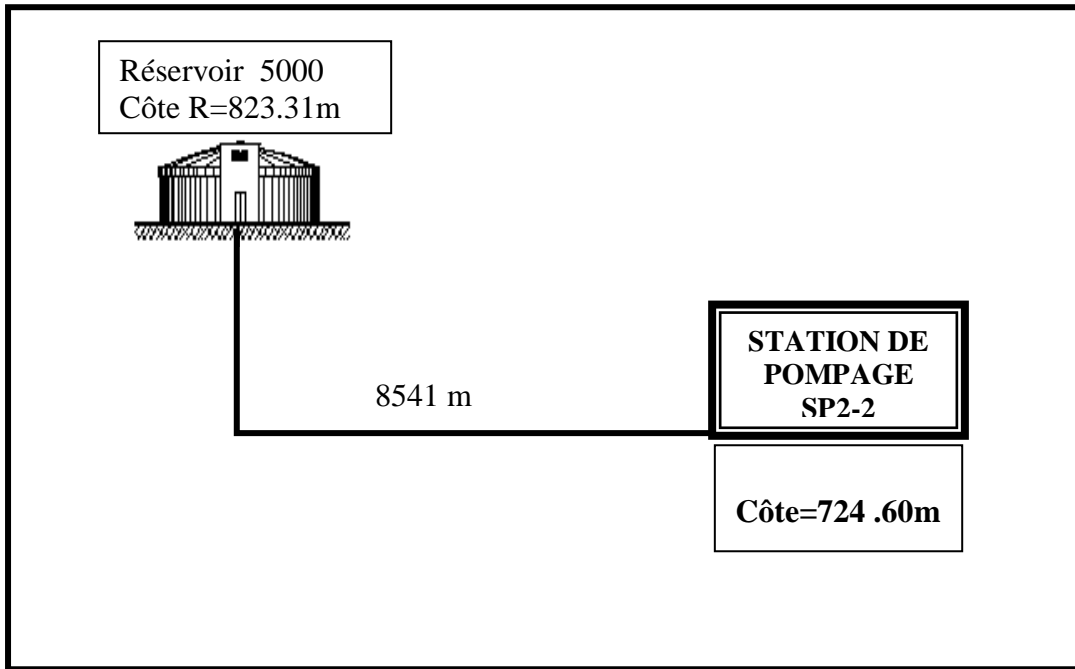 Réservoir 5000
Côte R=823.31m
8541 m
STATION DE
POMPAGE
SP2-2
Côte=724 .60m